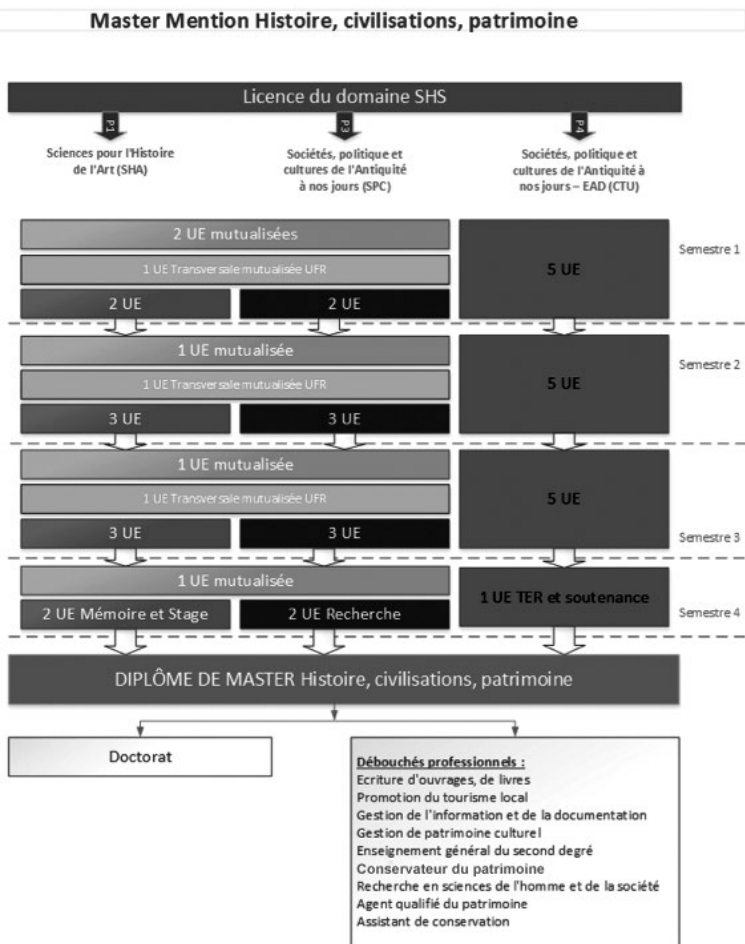 Master Mention Histoire, civilisations, patrimoine
Licence du domaine SHS
P1
P3
P4
Sciences pour l'Histoire
de l'Art (SHA)
Sociétés, politique et
cultures de l'Antiquité
à nos jours (SPC)
Sociétés, politique et
cultures de l'Antiquité à
nos jours – EAD (CTU)
2 UE mutualisées
1 UE Transversale mutualisée UFR
2 UE
2 UE
5 UE
Semestre 1
1 UE mutualisée
1 UE Transversale mutualisée UFR
3 UE
3 UE
5 UE
Semestre 2
1 UE mutualisée
1 UE Transversale mutualisée UFR
3 UE
3 UE
5 UE
Semestre 3
1 UE mutualisée
2 UE Mémoire et Stage
2 UE Recherche
1 UE TER et soutenance
Semestre 4
DIPLÔME DE MASTER Histoire, civilisations, patrimoine
Doctorat
Débouchés professionnels :
Ecriture d'ouvrages, de livres
Promotion du tourisme local
Gestion de l'information et de la documentation
Gestion de patrimoine culturel
Enseignement général du second degré
Conservateur du patrimoine
Recherche en sciences de l'homme et de la société
Agent qualifié du patrimoine
Assistant de conservation